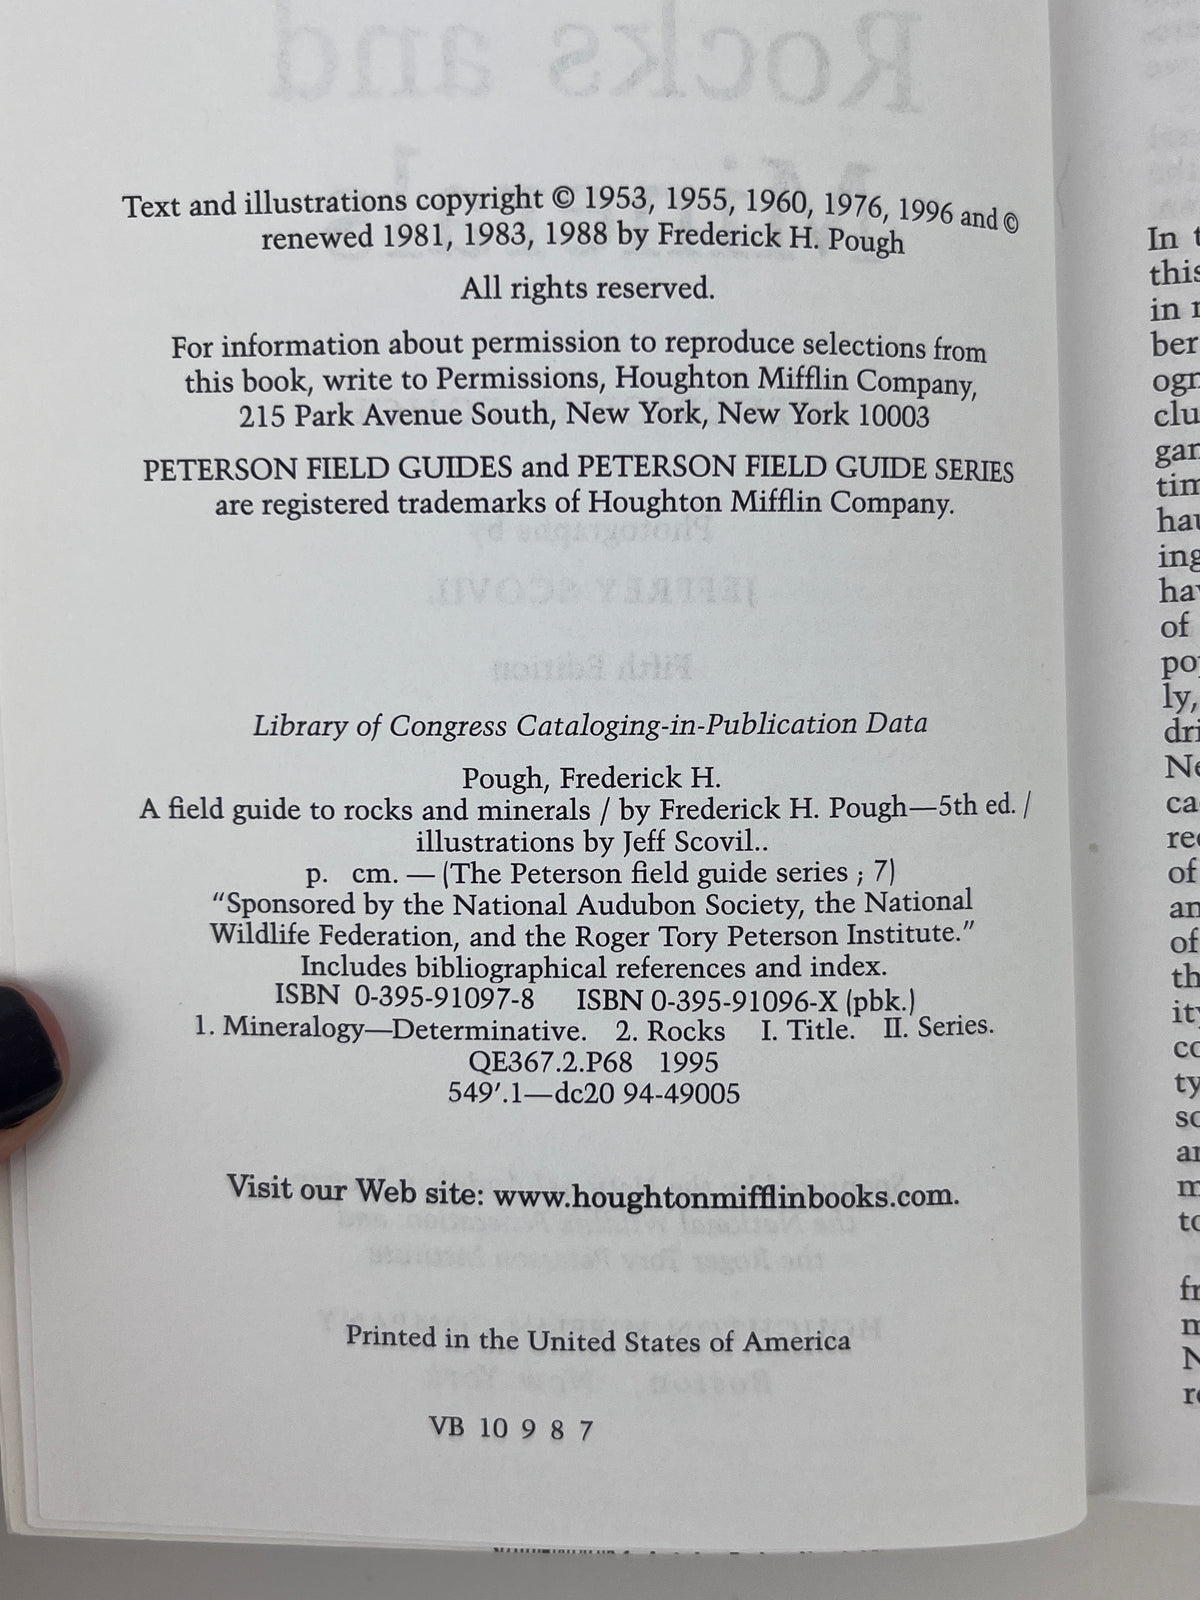 Text and illustrations copyright © 1953, 1955, 1960, 1976, 1996 and ©
renewed 1981, 1983, 1988 by Frederick H. Pough
All rights reserved.
For information about permission to reproduce selections from
this book, write to Permissions, Houghton Mifflin Company,
215 Park Avenue South, New York, New York 10003
PETERSON FIELD GUIDES and PETERSON FIELD GUIDE SERIES
are registered trademarks of Houghton Mifflin Company.
Library of Congress Cataloging-in-Publication Data
Pough, Frederick H.
A field guide to rocks and minerals / by Frederick H. Pough—5th ed. /
illustrations by Jeff Scovil..
p. cm. — (The Peterson field guide series ; 7)
“Sponsored by the National Audubon Society, the National
Wildlife Federation, and the Roger Tory Peterson Institute.”
Includes bibliographical references and index.
ISBN 0-395-91097-8 ISBN 0-395-91096-X (pbk.)
1. Mineralogy—Determinative. 2. Rocks I. Title. II. Series.
QE367.2.P68 1995
549′.1—dc20 94-49005
Visit our Web site: www.houghtonmifflinbooks.com.
Printed in the United States of America
VB 10 9 8 7
In
this
in
of
of
of